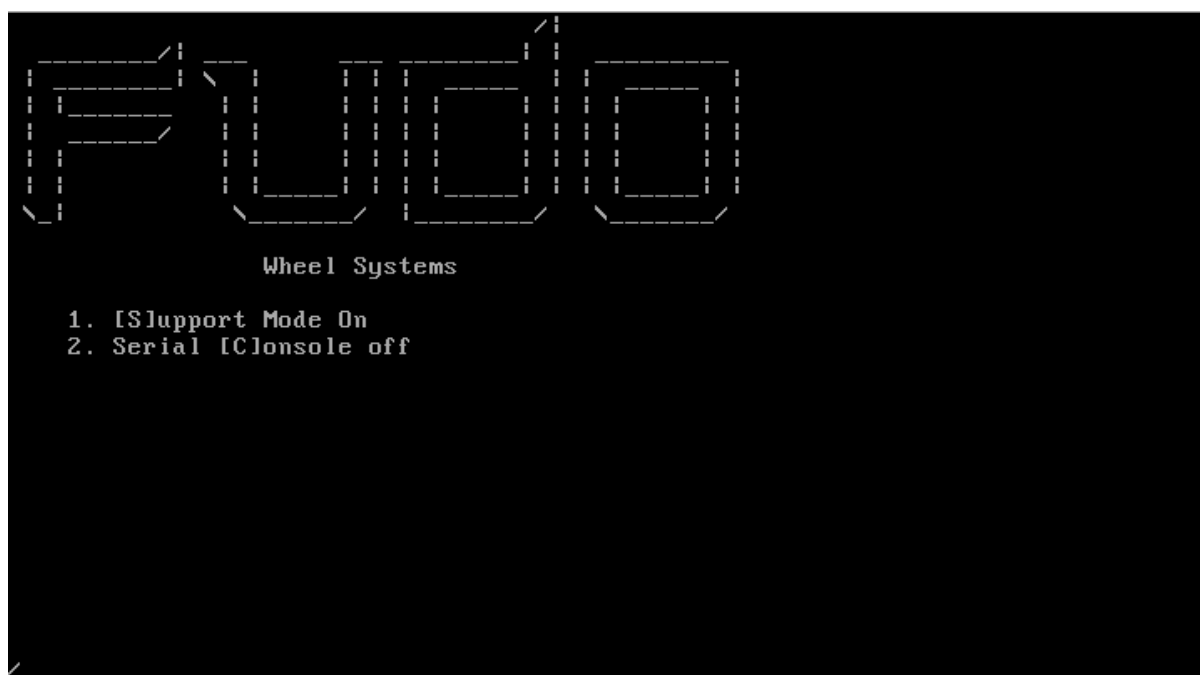 FUDO
Wheel Systems
1. [S]upport Mode On
2. Serial [C]onsole off
/